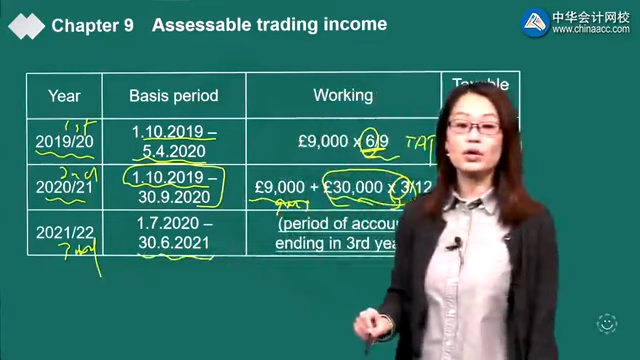 Chapter 9 Assessable trading income
中华会计网校
www.chinaacc.com
Year
Basis period
Working
Taxable
1st
2019/20
1.10.2019 –
5.4.2020
£9,000 x 6/9
TAP
2nd
2020/21
1.10.2019 –
30.9.2020
£9,000 + £30,000 x 3/12
2021/22
1.7.2020 –
30.6.2021
(period of accou
ending in 3rd yea